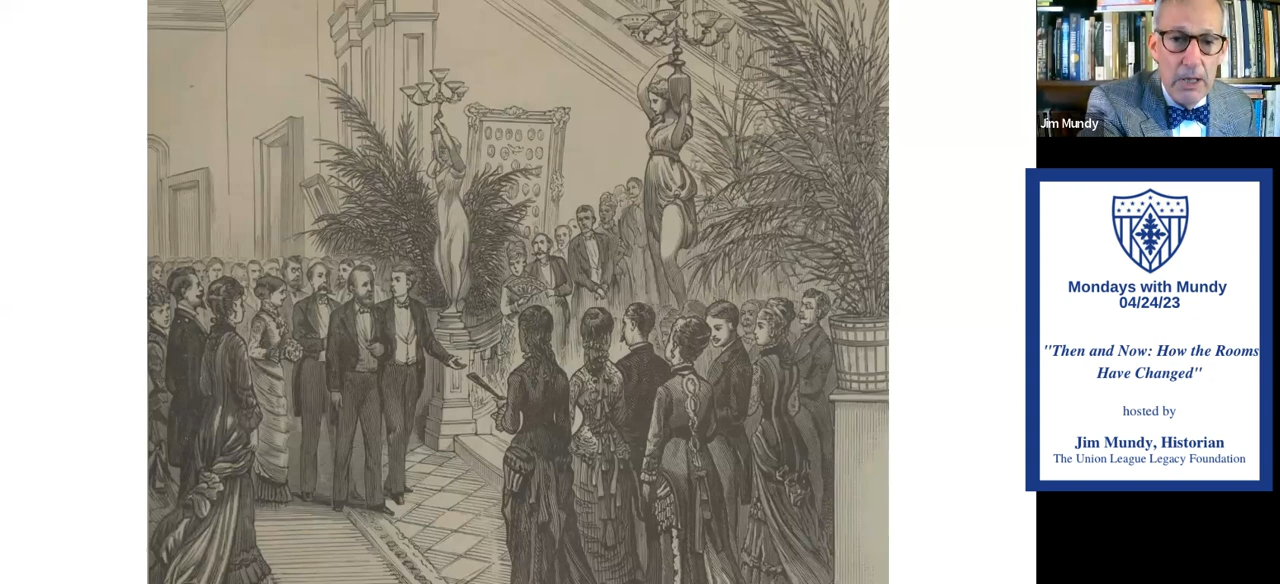 Jim Mundy
Mondays with Mundy
04/24/23
"Then and Now: How the Rooms
Have Changed"
hosted by
Jim Mundy, Historian
The Union League Legacy Foundation